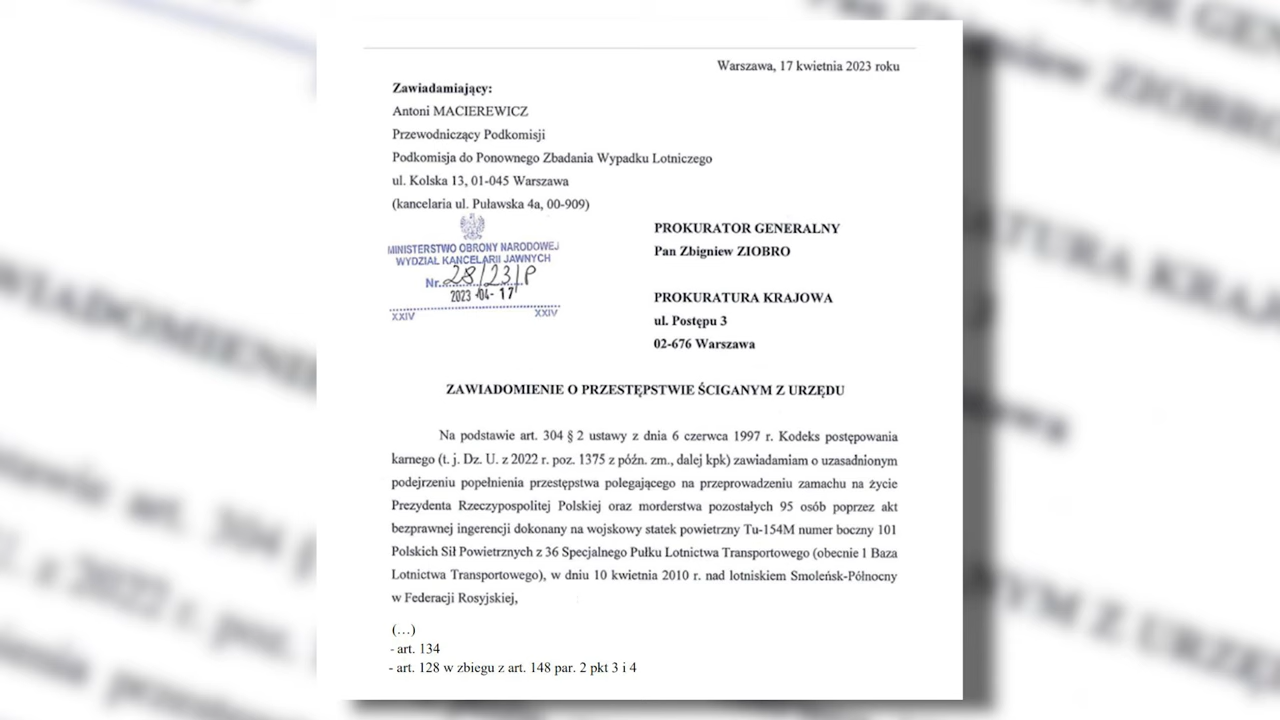 Warszawa, 17 kwietnia 2023 roku
Zawiadamiający:
Antoni MACIEREWICZ
Przewodniczący Podkomisji
Podkomisja do Ponownego Zbadania Wypadku Lotniczego
ul. Kolska 13, 01-045 Warszawa
(kancelaria ul. Puławska 4a, 00-909)
MINISTERSTWO OBRONY NARODOWEJ
WYDZIAŁ KANCELARII JAWNYCH
Nr. 28/23/P
2023 -04- 17
XXIV XXIV
PROKURATOR GENERALNY
Pan Zbigniew ZIOBRO
PROKURATURA KRAJOWA
ul. Postępu 3
02-676 Warszawa
ZAWIADOMIENIE O PRZESTĘPSTWIE ŚCIGANYM Z URZĘDU
Na podstawie art. 304 § 2 ustawy z dnia 6 czerwca 1997 r. Kodeks postępowania
karnego (t. j. Dz. U. z 2022 r. poz. 1375 z późn. zm., dalej kpk) zawiadamiam o uzasadnionym
podejrzeniu popełnienia przestępstwa polegającego na przeprowadzeniu zamachu na życie
Prezydenta Rzeczypospolitej Polskiej oraz morderstwa pozostałych 95 osób poprzez akt
bezprawnej ingerencji dokonany na wojskowy statek powietrzny Tu-154M numer boczny 101
Polskich Sił Powietrznych z 36 Specjalnego Pułku Lotnictwa Transportowego (obecnie 1 Baza
Lotnictwa Transportowego), w dniu 10 kwietnia 2010 r. nad lotniskiem Smoleńsk-Północny
w Federacji Rosyjskiej,
(...)
- art. 134
- art. 128 w zbiegu z art. 148 par. 2 pkt 3 i 4